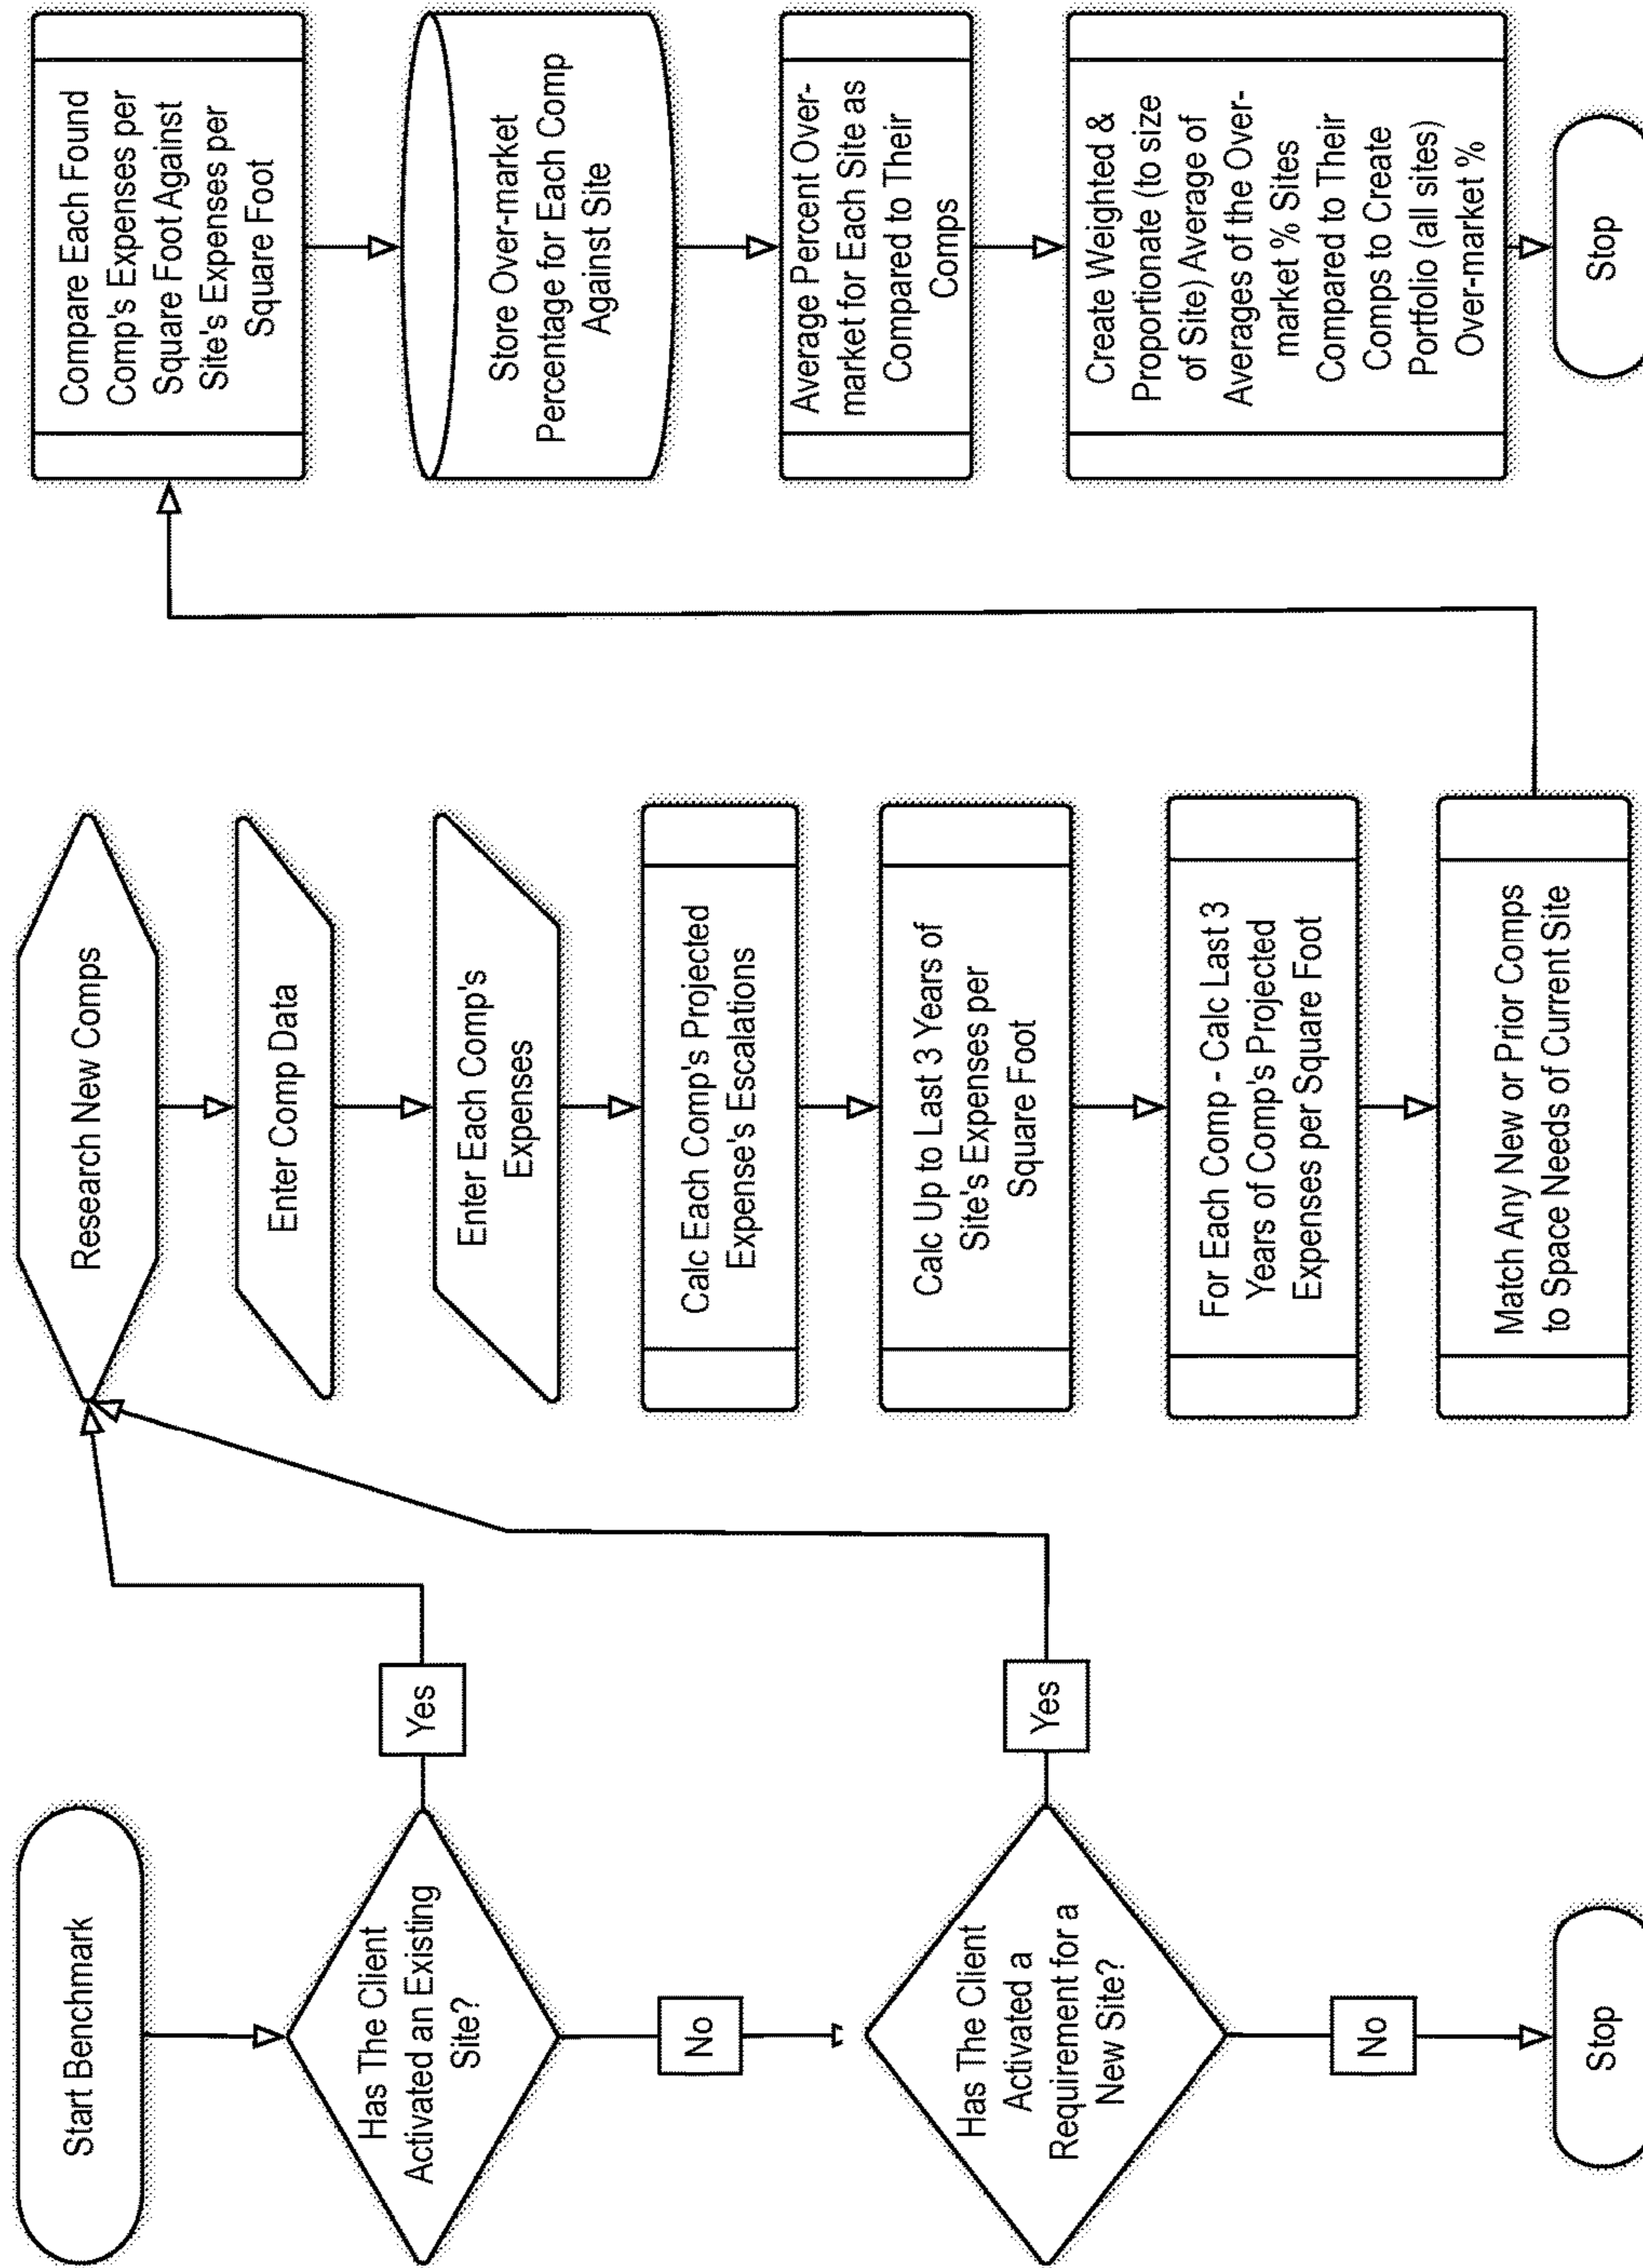 Start Benchmark
Has The Client
Activated an Existing
Site?
Yes
No
Has The Client
Activated a
Requirement for a
New Site?
Yes
No
Stop
Research New Comps
Enter Comp Data
Enter Each Comp's
Expenses
Calc Each Comp's Projected
Expense's Escalations
Calc Up to Last 3 Years of
Site's Expenses per
Square Foot
For Each Comp - Calc Last 3
Years of Comp's Projected
Expenses per Square Foot
Match Any New or Prior Comps
to Space Needs of Current Site
Compare Each Found
Comp's Expenses per
Square Foot Against
Site's Expenses per
Square Foot
Store Over-market
Percentage for Each Comp
Against Site
Average Percent Over-
market for Each Site as
Compared to Their
Comps
Create Weighted &
Proportionate (to size
of Site) Average of
Averages of the Over-
market % Sites
Compared to Their
Comps to Create
Portfolio (all sites)
Over-market %
Stop